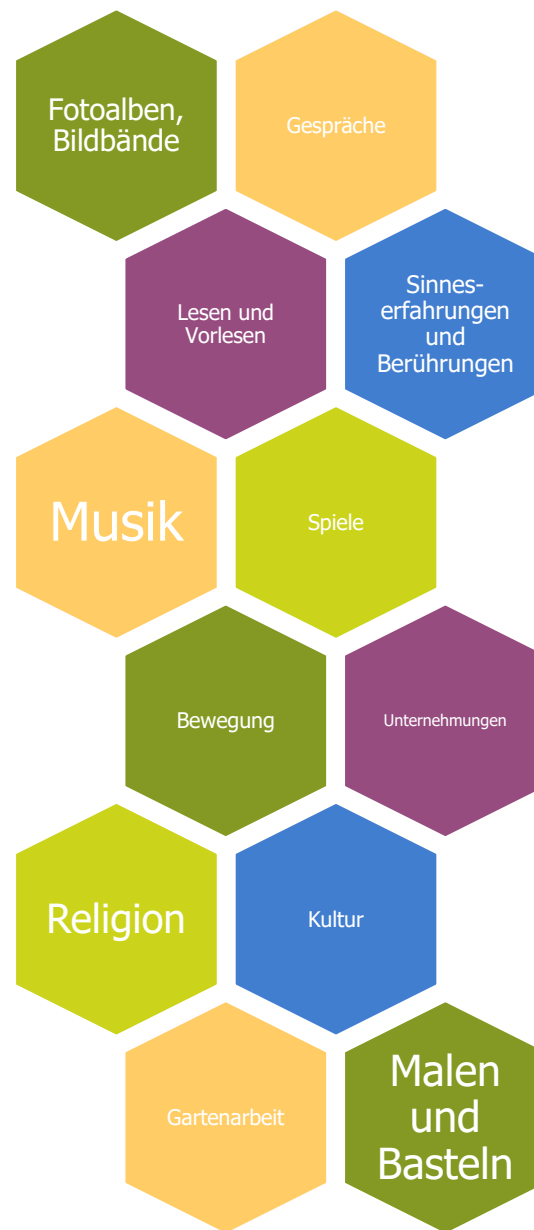 Fotoalben,
Bildbände
Gespräche
Lesen und
Vorlesen
Sinnes-
erfahrungen
und
Berührungen
Musik
Spiele
Bewegung
Unternehmungen
Religion
Kultur
Gartenarbeit
Malen
und
Basteln